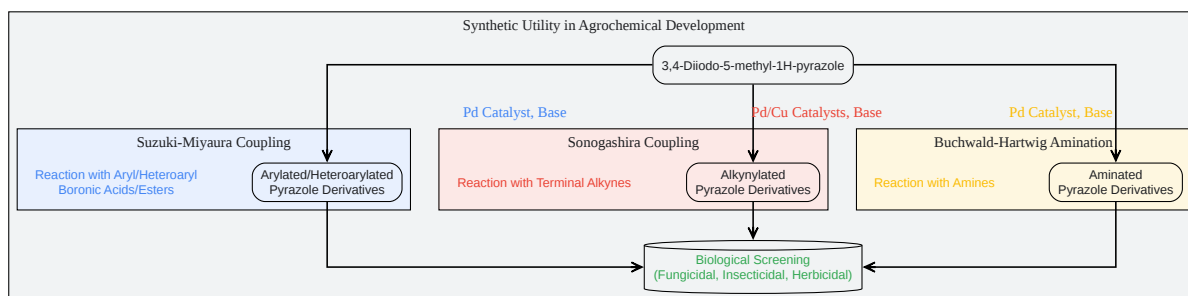 Synthetic Utility in Agrochemical Development
3,4-Diiodo-5-methyl-1H-pyrazole
Pd Catalyst, Base
Pd/Cu Catalysts, Base
Pd Catalyst, Base
Suzuki-Miyaura Coupling
Reaction with Aryl/Heteroaryl
Boronic Acids/Esters
Arylated/Heteroarylated
Pyrazole Derivatives
Sonogashira Coupling
Reaction with Terminal Alkynes
Alkynylated
Pyrazole Derivatives
Buchwald-Hartwig Amination
Reaction with Amines
Aminated
Pyrazole Derivatives
Biological Screening
(Fungicidal, Insecticidal, Herbicidal)